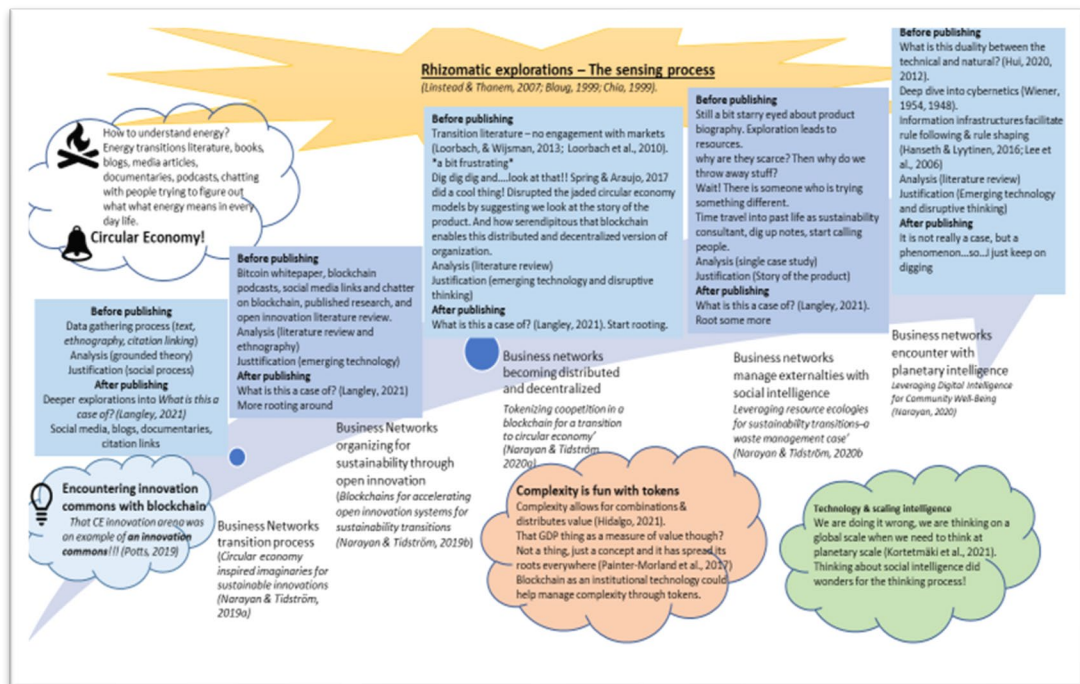 Rhizomatic explorations – The sensing process
(Linstead & Thanem, 2007; Blaug, 1999; Chia, 1999).
How to understand energy?
Energy transitions literature, books,
blogs, media articles,
documentaries, podcasts, chatting
with people trying to figure out
what what energy means in every
day life.
Circular Economy!
Before publishing
Data gathering process (text,
ethnography, citation linking)
Analysis (grounded theory)
Justification (social process)
After publishing
Deeper explorations into What is this a
case of? (Langley, 2021)
Social media, blogs, documentaries,
citation links
Before publishing
Bitcoin whitepaper, blockchain
podcasts, social media links and chatter
on blockchain, published research, and
open innovation literature review.
Analysis (literature review and
ethnography)
Justtification (emerging technology)
After publishing
What is this a case of? (Langley, 2021)
More rooting around
Before publishing
Transition literature – no engagement with markets
(Loorbach, & Wijsman, 2013; Loorbach et al., 2010).
*a bit frustrating*
Dig dig dig and....look at that!! Spring & Araujo, 2017
did a cool thing! Disrupted the jaded circular economy
models by suggesting we look at the story of the
product. And how serendipitous that blockchain
enables this distributed and decentralized version of
organization.
Analysis (literature review)
Justification (emerging technology and disruptive
thinking)
After publishing
What is this a case of? (Langley, 2021). Start rooting.
Before publishing
Still a bit starry eyed about product
biography. Exploration leads to
resources.
why are they scarce? Then why do we
throw away stuff?
Wait! There is someone who is trying
something different.
Time travel into past life as sustainability
consultant, dig up notes, start calling
people.
Analysis (single case study)
Justification (Story of the product)
After publishing
What is this a case of? (Langley, 2021).
Root some more
Before publishing
What is this duality between the
technical and natural? (Hui, 2020,
2012).
Deep dive into cybernetics (Wiener,
1954, 1948).
Information infrastructures facilitate
rule following & rule shaping
(Hanseth & Lyytinen, 2016; Lee et
al., 2006)
Analysis (literature review)
Justification (Emerging technology
and disruptive thinking)
After publishing
It is not really a case, but a
phenomenon...so...I just keep on
digging
Encountering innovation
commons with blockchain
That CE innovation arena was
an example of an innovation
commons!!! (Potts, 2019)
Business Networks
transition process
(Circular economy
inspired imaginaries for
sustainable innovations
(Narayan & Tidström,
2019a)
Business Networks
organizing for
sustainability through
open innovation
(Blockchains for accelerating
open innovation systems for
sustainability transitions
(Narayan & Tidström, 2019b)
Business networks
becoming distributed
and decentralized
Tokenizing coopetition in a
blockchain for a transition
to circular economy'
(Narayan & Tidström
2020a)
Business networks
manage externalties with
social intelligence
Leveraging resource ecologies
for sustainability transitions–a
waste management case'
(Narayan & Tidström, 2020b
Business networks
encounter with
planetary intelligence
Leveraging Digital Intelligence
for Community Well-Being
(Narayan, 2020)
Complexity is fun with tokens
Complexity allows for combinations &
distributes value (Hidalgo, 2021).
That GDP thing as a measure of value though?
Not a thing, just a concept and it has spread its
roots everywhere (Painter-Morland et al., 2017)
Blockchain as an institutional technology could
help manage complexity through tokens.
Technology & scaling intelligence
We are doing it wrong, we are thinking on a
global scale when we need to think at
planetary scale (Kortetmäki et al., 2021).
Thinking about social intelligence did
wonders for the thinking process!